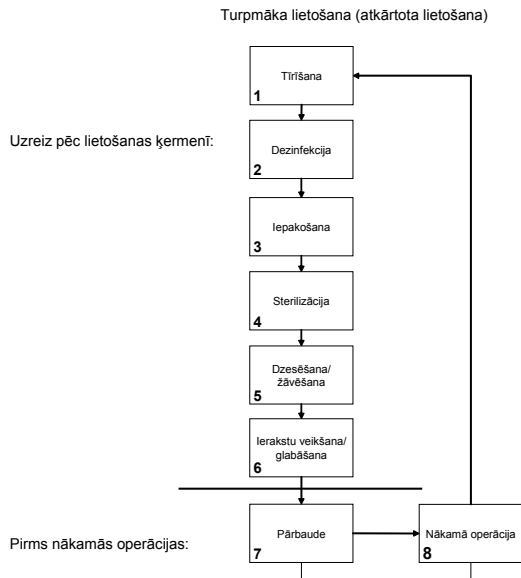 Turpmāka lietošana (atkārtota lietošana)
Tīrīšana
1
Uzreiz pēc lietošanas ķermenī:
Dezinfekcija
2
Iepakošana
3
Sterilizācija
4
Dzesēšana/
žāvēšana
5
Ierakstu veikšana/
glabāšana
6
Pirms nākamās operācijas:
Pārbaude
7
Nākamā operācija
8